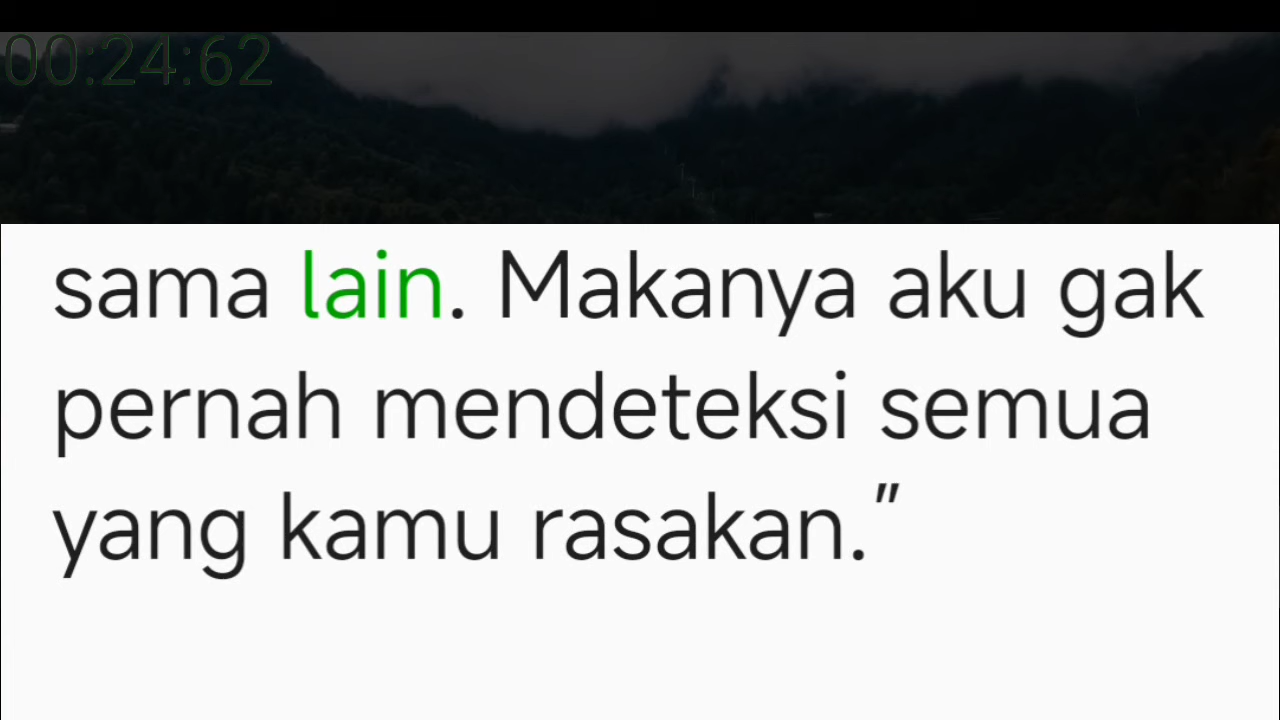 00:24:62
sama lain. Makanya aku gak
pernah mendeteksi semua
yang kamu rasakan.”